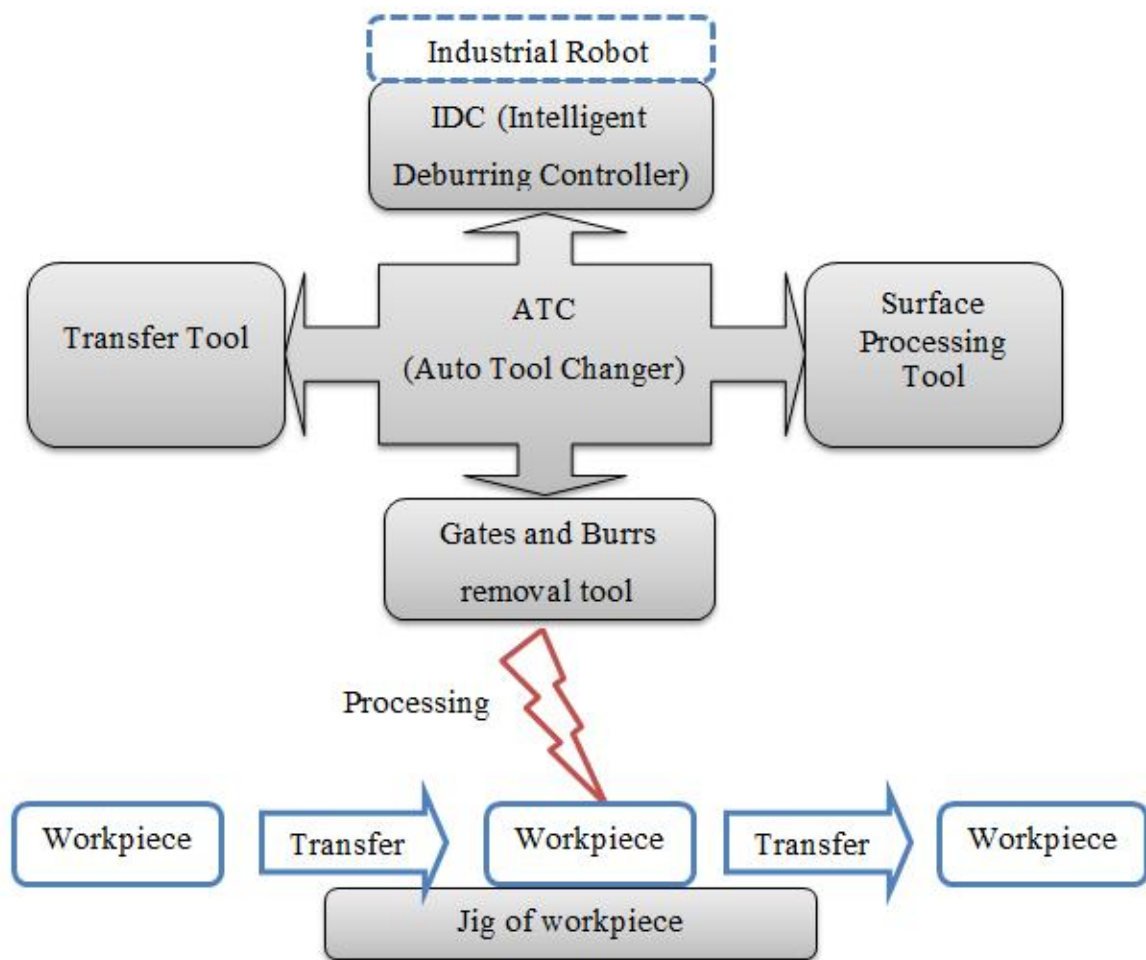 Industrial Robot
IDC (Intelligent
Deburring Controller)
Transfer Tool
ATC
(Auto Tool Changer)
Surface
Processing
Tool
Gates and Burrs
removal tool
Processing
Workpiece
Transfer
Workpiece
Transfer
Workpiece
Jig of workpiece